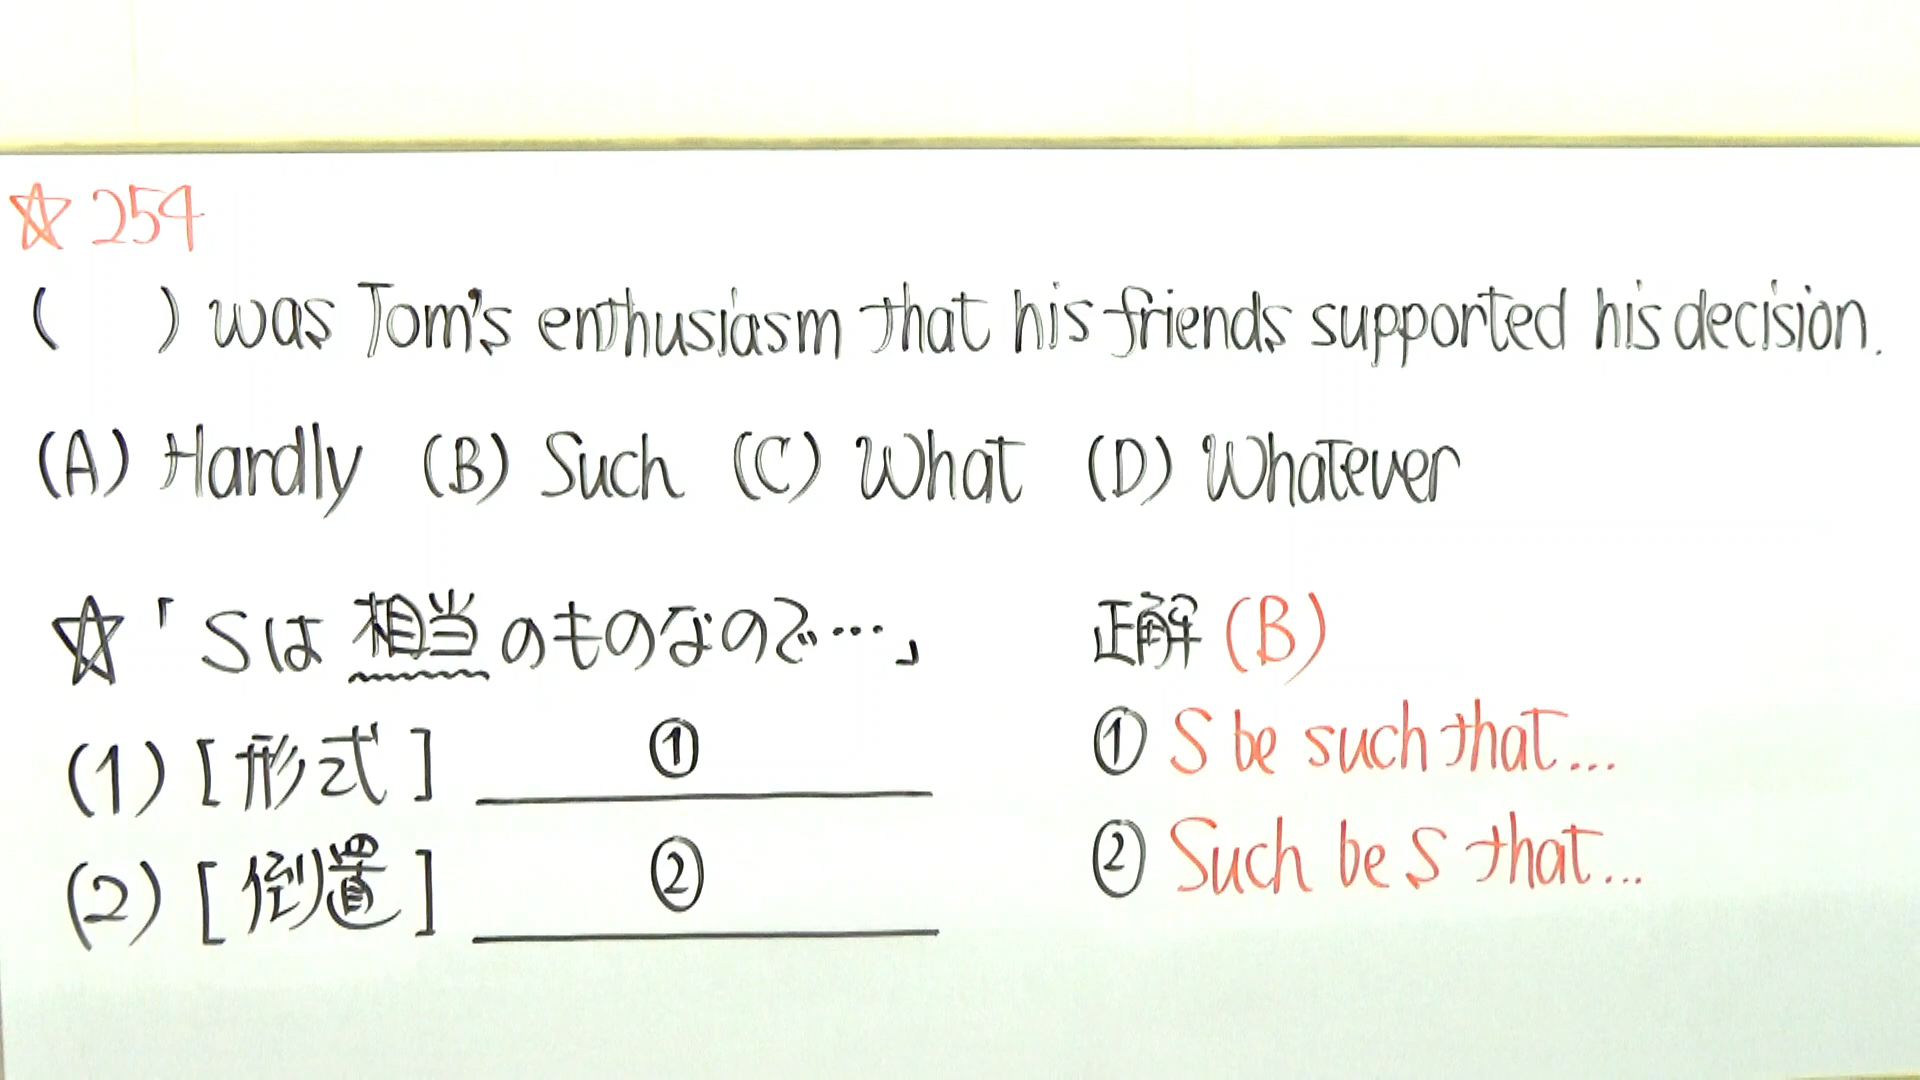 ☆254
(   ) was Tom's enthusiasm that his friends supported his decision.
(A) Hardly (B) Such (C) What (D) Whatever
☆「Sは相当のものなので…」
(1) [形式] ①
(2) [倒置] ②
正解 (B)
① S be such that...
② Such be S that...